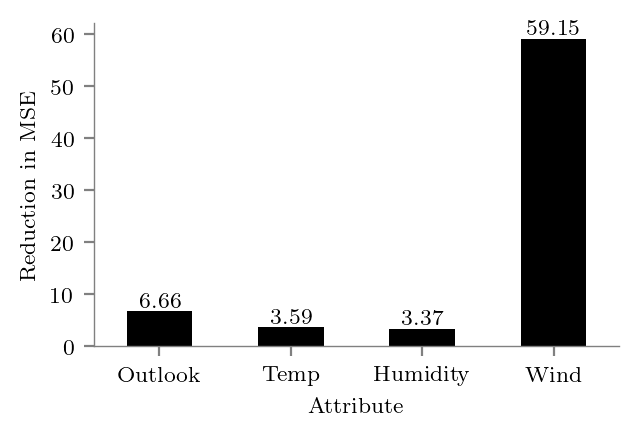 Reduction in MSE
60
50
40
30
20
10
0
6.66
3.59
3.37
59.15
Outlook
Temp
Humidity
Wind
Attribute